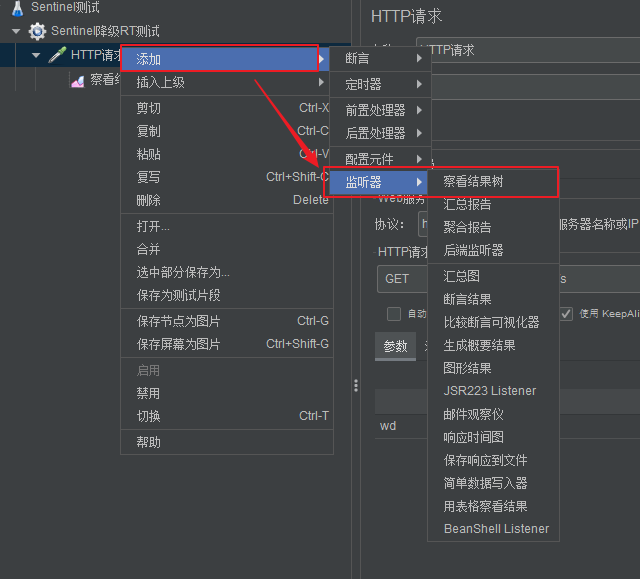 Sentinel测试
Sentinel降级RT测试
HTTP请求
察看结
添加
插入上级
剪切 Ctrl-X
复制 Ctrl-C
粘贴 Ctrl-V
复写 Ctrl+Shift-C
删除 Delete
打开...
合并
选中部分保存为...
保存为测试片段
保存节点为图片 Ctrl-G
保存屏幕为图片 Ctrl+Shift-G
启用
禁用
切换 Ctrl-T
帮助
断言
定时器
前置处理器
后置处理器
配置元件
监听器
察看结果树
汇总报告
聚合报告
后端监听器
汇总图
断言结果
比较断言可视化器
生成概要结果
图形结果
JSR223 Listener
邮件观察仪
响应时间图
保存响应到文件
简单数据写入器
用表格察看结果
BeanShell Listener
HTTP请求
HTTP请求
Web服务
协议: h
服务器名称或IP
HTTP请求
GET
s
自动
使用 KeepAli
参数
wd